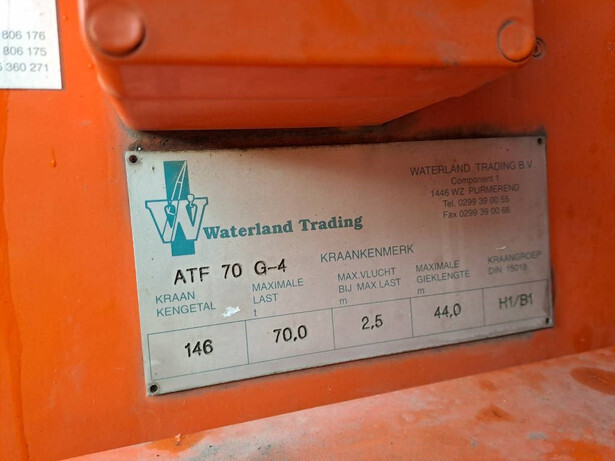 806 176
806 175
360 271
WATERLAND TRADING B.V.
Component 1
1446 WZ PURMEREND
Tel. 0299 39 00 55
Fax 0299 39 00 66
W
Waterland Trading
KRAANKENMERK
ATF 70 G-4
KRAAN KENGETAL
MAXIMALE LAST t
MAX.VLUCHT BIJ MAX.LAST m
MAXIMALE GIEKLENGTE m
KRAANGROEP DIN 15018
146 70,0 2,5 44,0 H1/B1